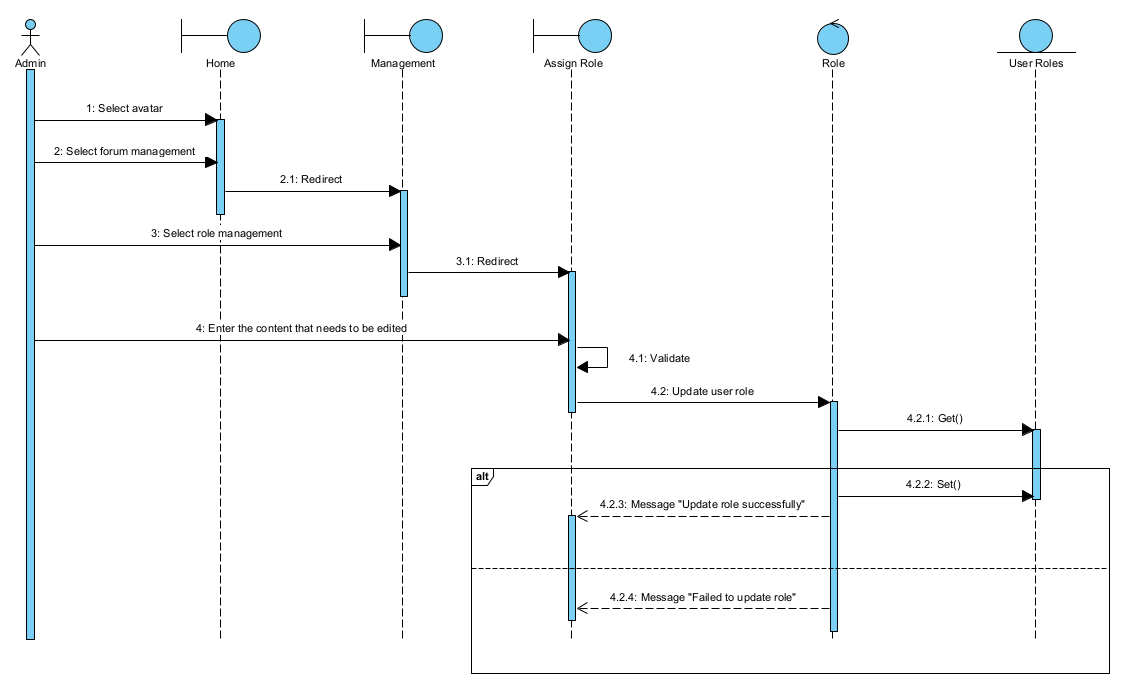 Admin
Home
Management
Assign Role
Role
User Roles
1: Select avatar
2: Select forum management
2.1: Redirect
3: Select role management
3.1: Redirect
4: Enter the content that needs to be edited
4.1: Validate
4.2: Update user role
4.2.1: Get()
alt
4.2.2: Set()
4.2.3: Message "Update role successfully"
4.2.4: Message "Failed to update role"